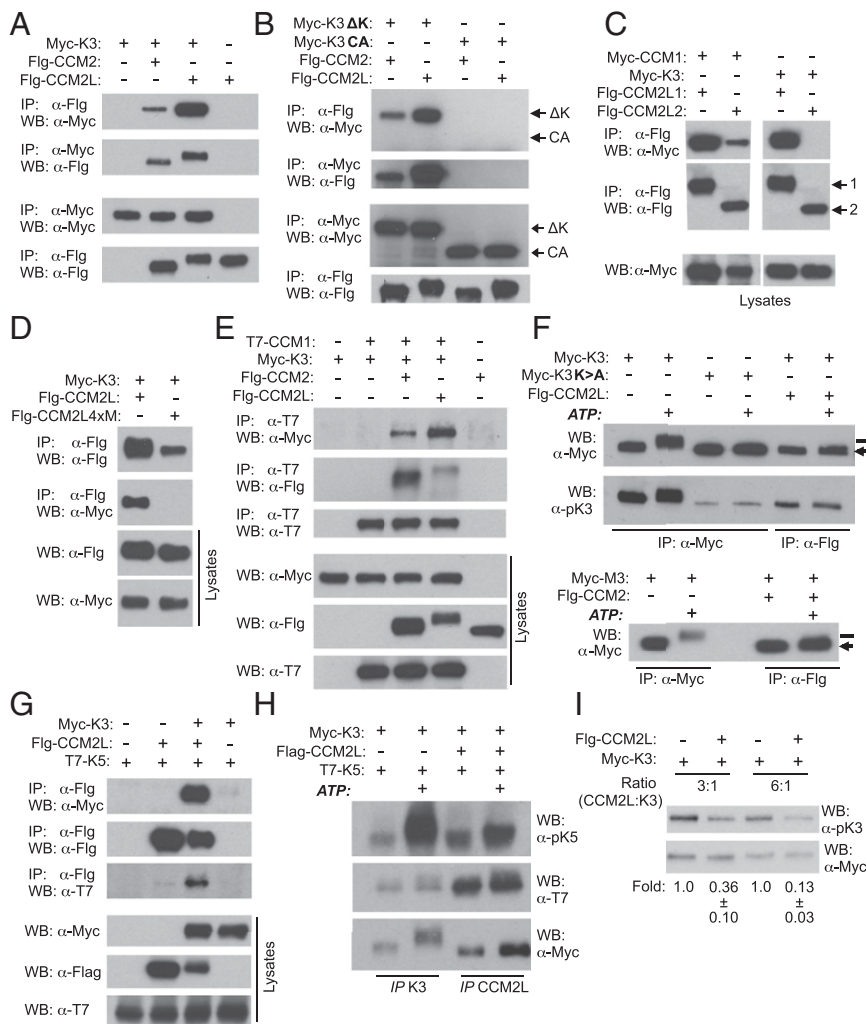 A
Myc-K3: + + + -
Flg-CCM2: - + - -
Flg-CCM2L: - - + +
IP: α-Flg
WB: α-Myc
IP: α-Myc
WB: α-Flg
IP: α-Myc
WB: α-Myc
IP: α-Flg
WB: α-Flg
B
Myc-K3 ΔK + + - -
Myc-K3 CA - - + +
Flg-CCM2: + - + -
Flg-CCM2L: - + - +
IP: α-Flg
WB: α-Myc
ΔK
CA
IP: α-Myc
WB: α-Flg
IP: α-Myc
WB: α-Myc
ΔK
CA
IP: α-Flg
WB: α-Flg
C
Myc-CCM1: + + - -
Myc-K3: - - + +
Flg-CCM2L1: + - + -
Flg-CCM2L2: - + - +
IP: α-Flg
WB: α-Myc
IP: α-Flg
WB: α-Flg
1
2
WB:α-Myc
Lysates
D
Myc-K3: + +
Flg-CCM2L: + -
Flg-CCM2L4xM: - +
IP: α-Flg
WB: α-Flg
IP: α-Flg
WB: α-Myc
WB: α-Flg
WB: α-Myc
Lysates
E
T7-CCM1: - + + + -
Myc-K3: + + + + -
Flg-CCM2: - - + - +
Flg-CCM2L: - - - + -
IP: α-T7
WB: α-Myc
IP: α-T7
WB: α-Flg
IP: α-T7
WB: α-T7
WB: α-Myc
WB: α-Flg
WB: α-T7
Lysates
F
Myc-K3: + + - - + +
Myc-K3K>A: - - + + - -
Flg-CCM2L: - - - - + +
ATP: + + +
WB:
α-Myc
WB:
α-pK3
IP: α-Myc
IP: α-Flg
Myc-M3: + + + +
Flg-CCM2: - - + +
ATP: + +
WB:
α-Myc
IP: α-Myc
IP: α-Flg
G
Myc-K3: - - + +
Flg-CCM2L: - + + -
T7-K5: + + + +
IP: α-Flg
WB: α-Myc
IP: α-Flg
WB: α-Flg
IP: α-Flg
WB: α-T7
WB: α-Myc
WB: α-Flag
WB: α-T7
Lysates
H
Myc-K3: + + + +
Flag-CCM2L: - - + +
T7-K5: + + + +
ATP: + +
WB:
α-pK5
WB:
α-T7
WB:
α-Myc
IP K3
IP CCM2L
I
Flg-CCM2L: - + - +
Myc-K3: + + + +
Ratio
(CCM2L:K3)
3:1
6:1
WB:
α-pK3
WB:
α-Myc
Fold: 1.0 0.36 ± 0.10 1.0 0.13 ± 0.03